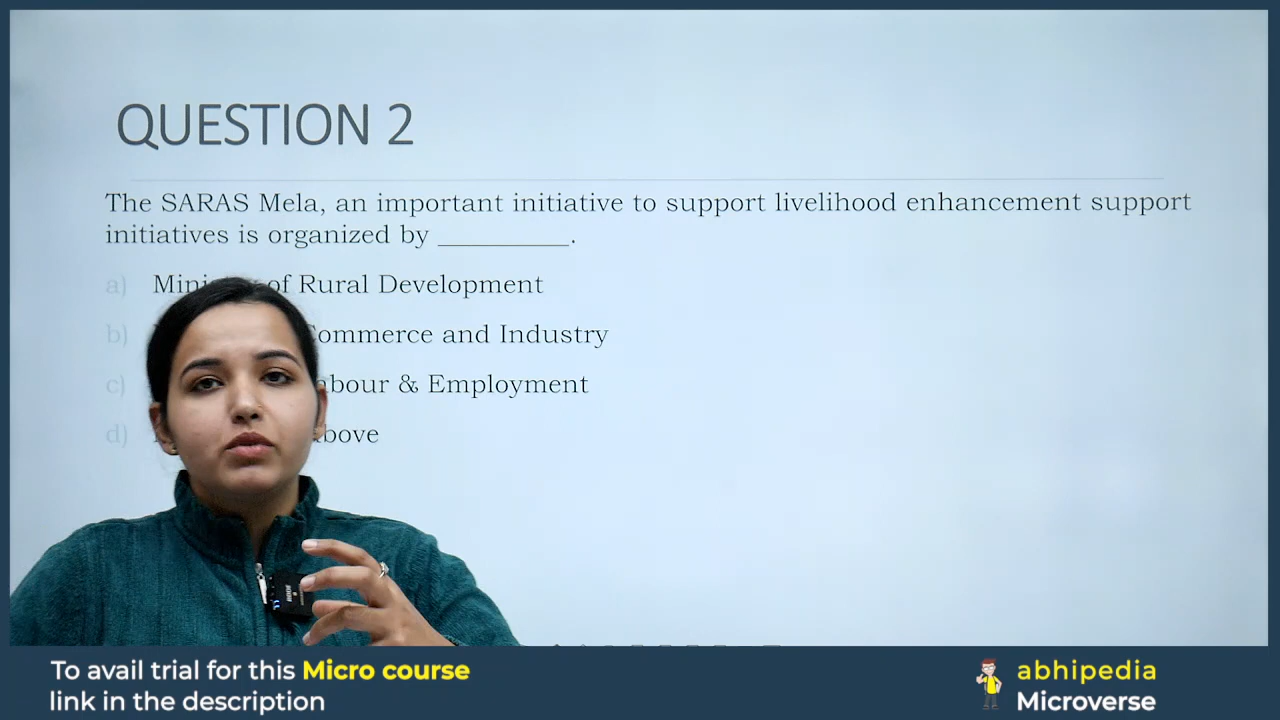 QUESTION 2
The SARAS Mela, an important initiative to support livelihood enhancement support
initiatives is organized by __________.
a) of Rural Development
b) Commerce and Industry
c) & Employment
d)
To avail trial for this Micro course
link in the description
abhipedia
Microverse